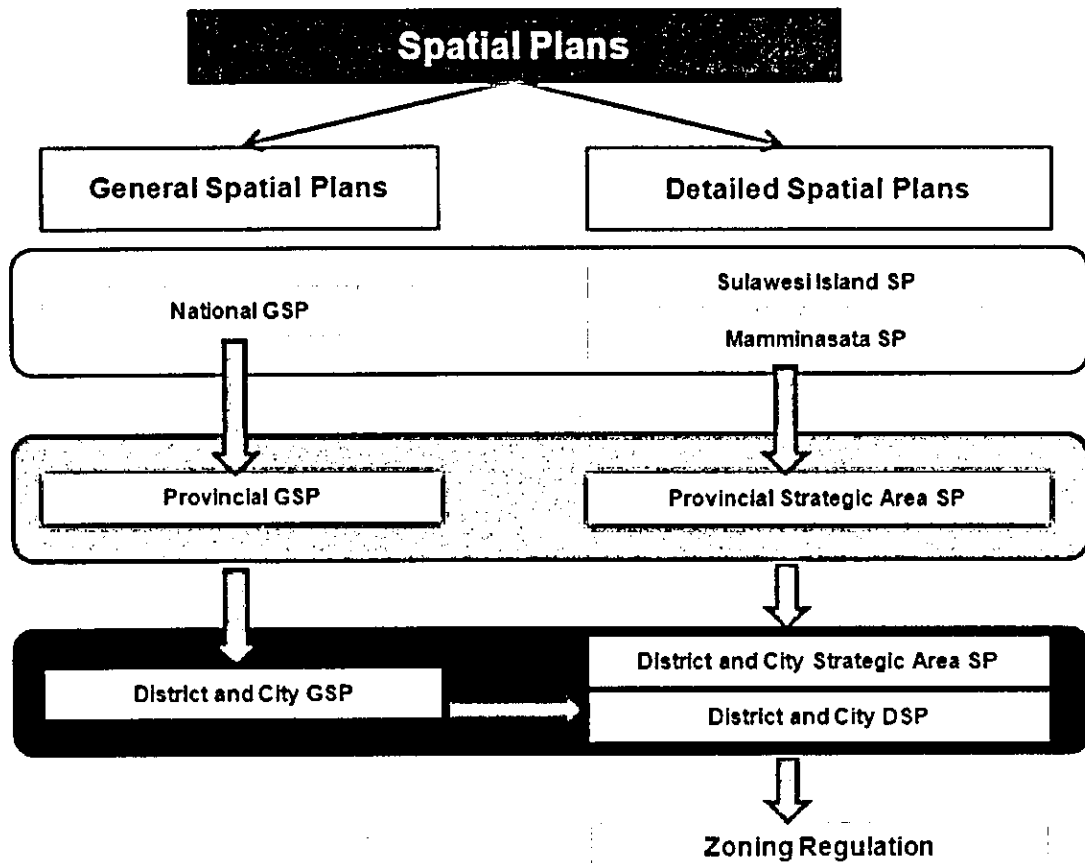 Spatial Plans
General Spatial Plans
Detailed Spatial Plans
National GSP
Sulawesi Island SP
Mamminasata SP
Provincial GSP
Provincial Strategic Area SP
District and City GSP
District and City Strategic Area SP
District and City DSP
Zoning Regulation